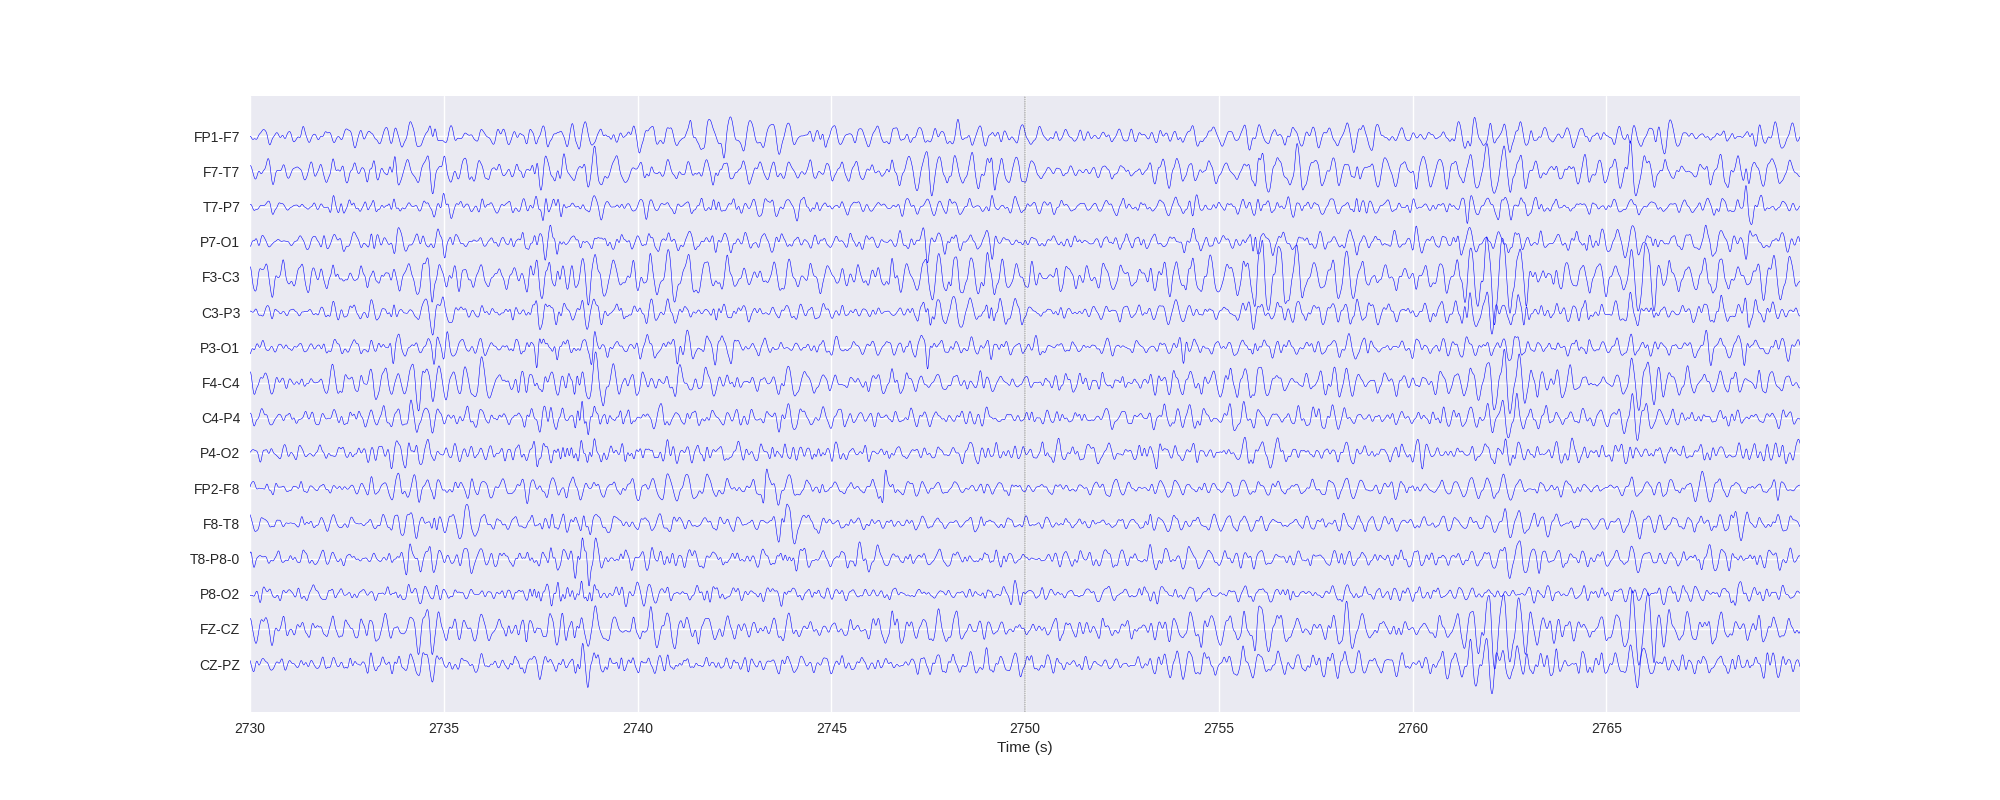 FP1-F7
F7-T7
T7-P7
P7-O1
F3-C3
C3-P3
P3-O1
F4-C4
C4-P4
P4-O2
FP2-F8
F8-T8
T8-P8-0
P8-O2
FZ-CZ
CZ-PZ
2730 2735 2740 2745 2750 2755 2760 2765
Time (s)